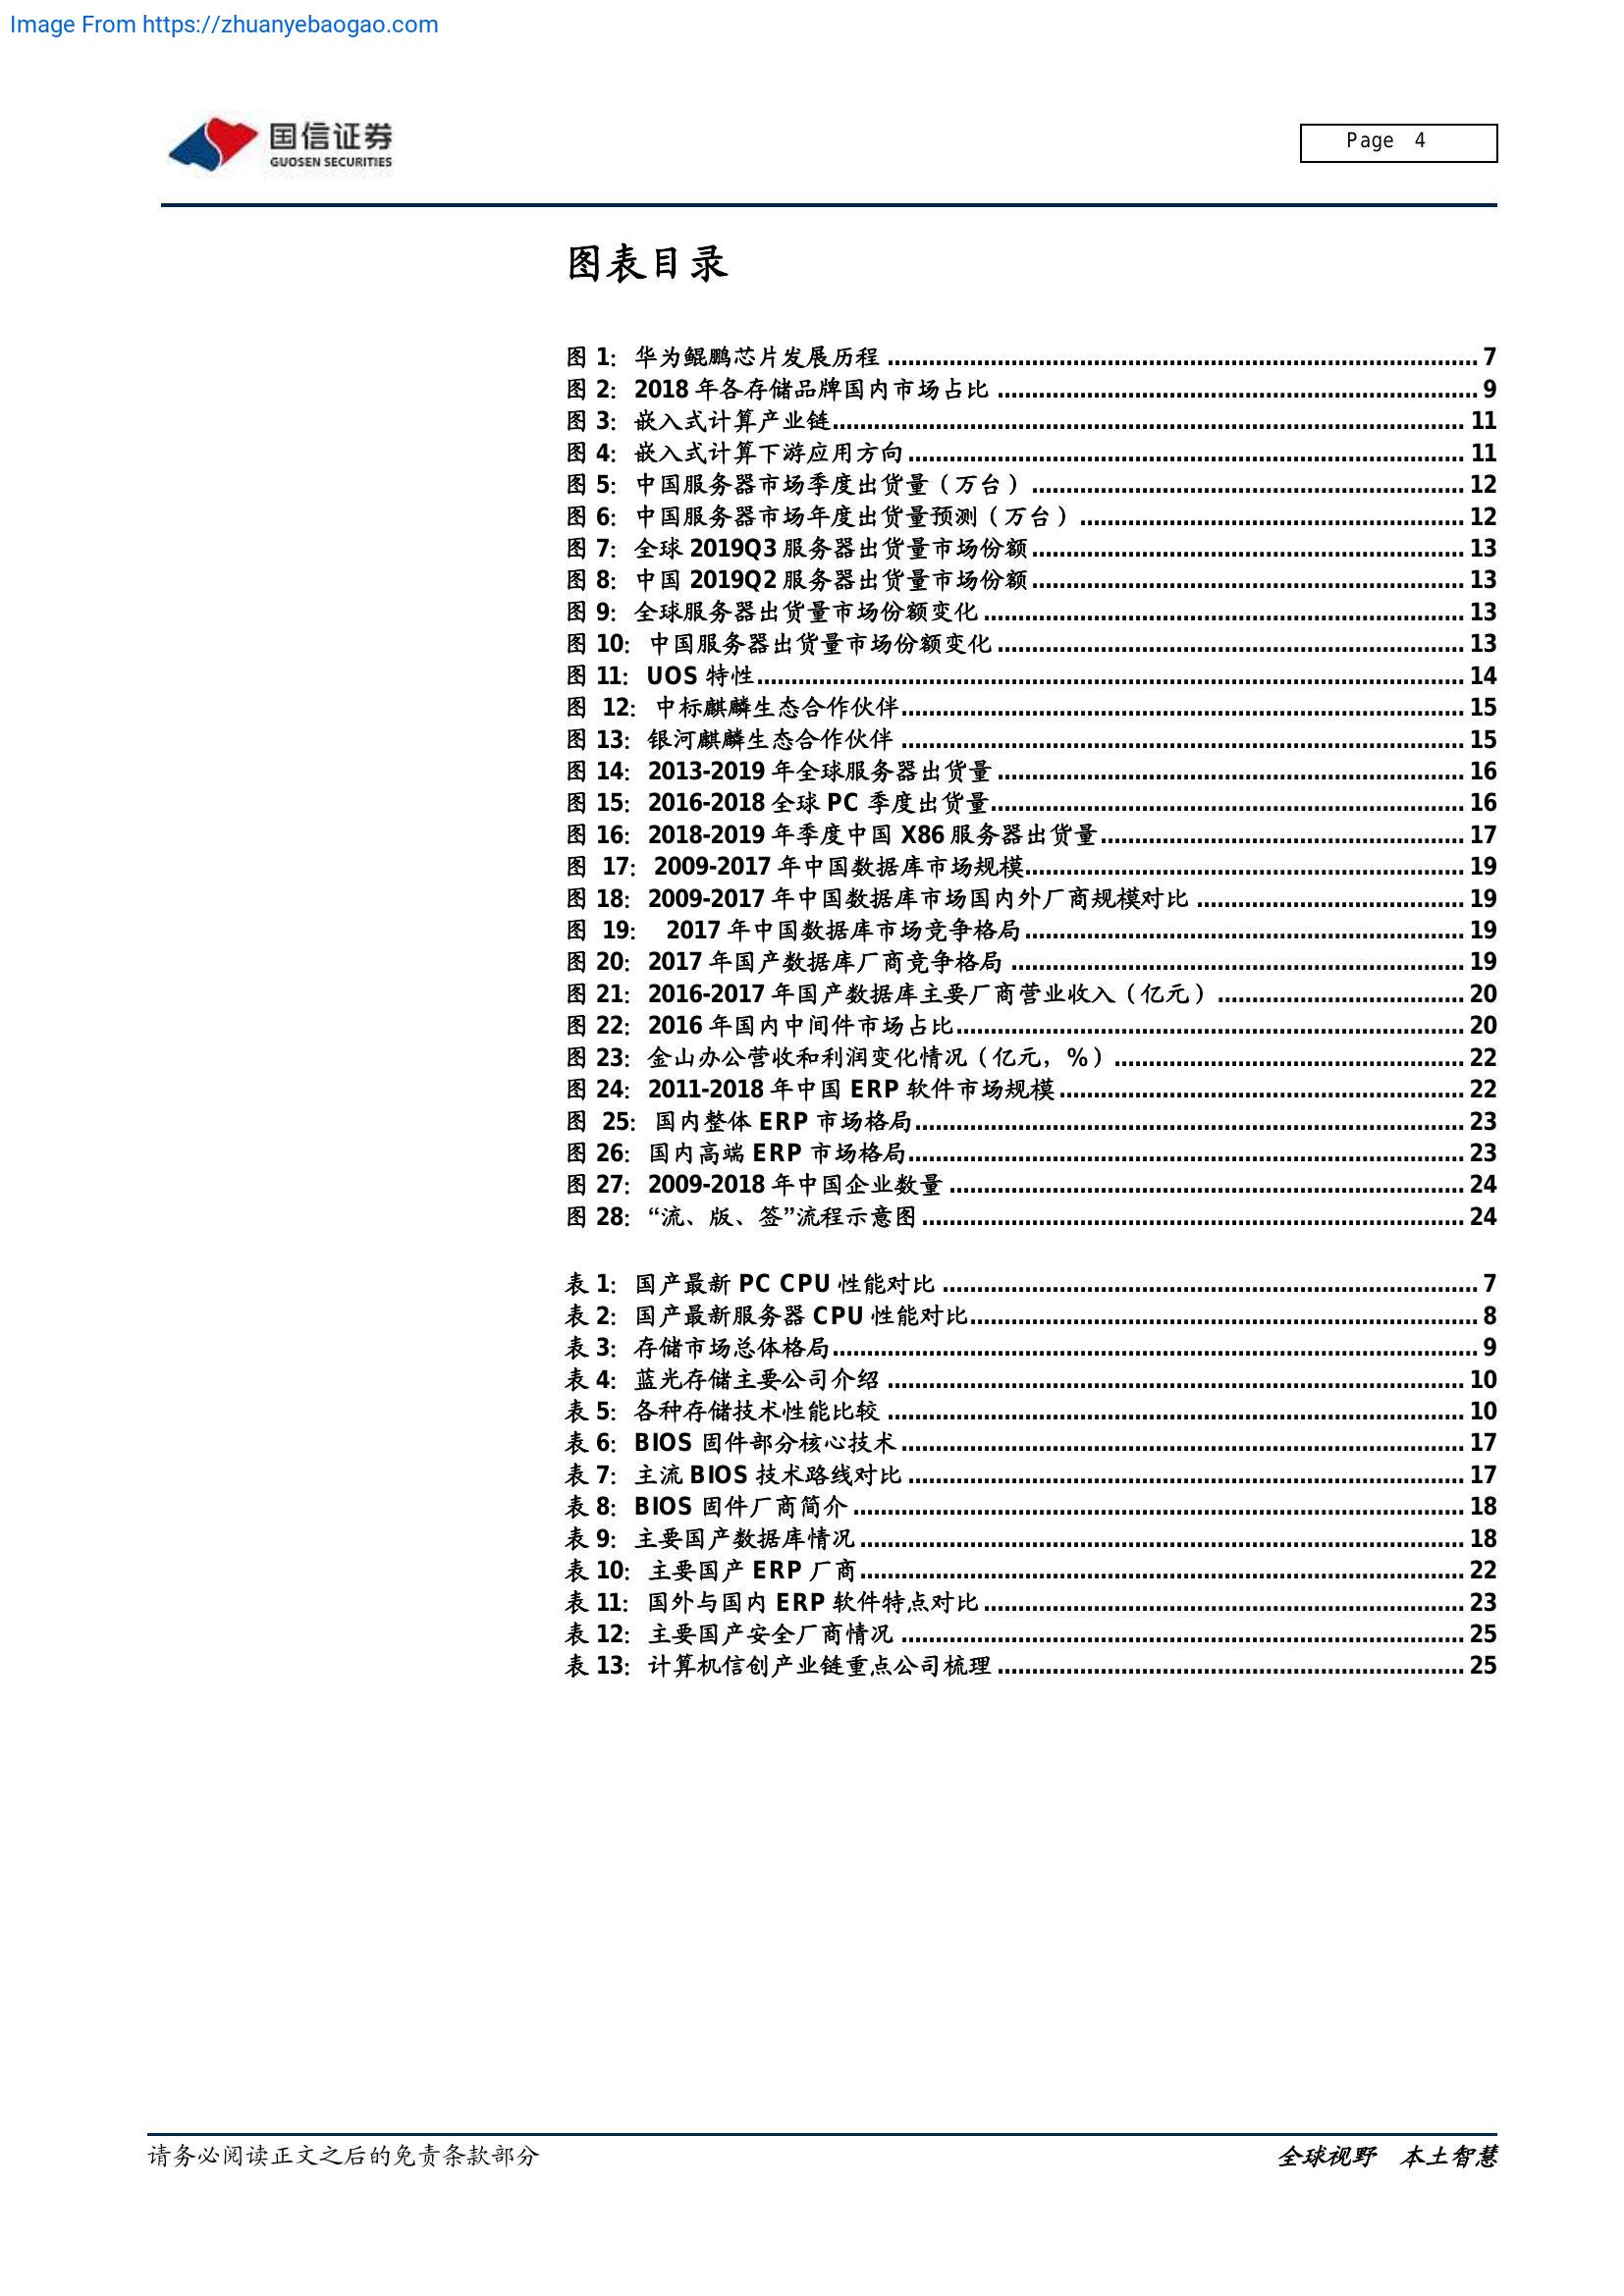 Image From https://zhuanyebaogao.com
国信证券
GUOSEN SECURITIES
Page 4
图表目录
图 1：华为鲲鹏芯片发展历程 ........ 7
图 2：2018 年各存储品牌国内市场占比 ........ 9
图 3：嵌入式计算产业链........ 11
图 4：嵌入式计算下游应用方向........ 11
图 5：中国服务器市场季度出货量（万台）........ 12
图 6：中国服务器市场年度出货量预测（万台）........ 12
图 7：全球 2019Q3 服务器出货量市场份额........ 13
图 8：中国 2019Q2 服务器出货量市场份额........ 13
图 9：全球服务器出货量市场份额变化........ 13
图 10：中国服务器出货量市场份额变化........ 13
图 11：UOS 特性........ 14
图 12：中标麒麟生态合作伙伴........ 15
图 13：银河麒麟生态合作伙伴 ........ 15
图 14：2013-2019 年全球服务器出货量 ........ 16
图 15：2016-2018 全球 PC 季度出货量........ 16
图 16：2018-2019 年季度中国 X86 服务器出货量........ 17
图 17：2009-2017 年中国数据库市场规模........ 19
图 18：2009-2017 年中国数据库市场国内外厂商规模对比 ........ 19
图 19： 2017 年中国数据库市场竞争格局........ 19
图 20：2017 年国产数据库厂商竞争格局 ........ 19
图 21：2016-2017 年国产数据库主要厂商营业收入（亿元）........ 20
图 22：2016 年国内中间件市场占比........ 20
图 23：金山办公营收和利润变化情况（亿元，%）........ 22
图 24：2011-2018 年中国 ERP 软件市场规模........ 22
图 25：国内整体 ERP 市场格局........ 23
图 26：国内高端 ERP 市场格局........ 23
图 27：2009-2018 年中国企业数量 ........ 24
图 28：“流、版、签”流程示意图........ 24
表 1：国产最新 PC CPU 性能对比 ........ 7
表 2：国产最新服务器 CPU 性能对比........ 8
表 3：存储市场总体格局........ 9
表 4：蓝光存储主要公司介绍 ........ 10
表 5：各种存储技术性能比较 ........ 10
表 6：BIOS 固件部分核心技术........ 17
表 7：主流 BIOS 技术路线对比 ........ 17
表 8：BIOS 固件厂商简介 ........ 18
表 9：主要国产数据库情况........ 18
表 10：主要国产 ERP 厂商........ 22
表 11：国外与国内 ERP 软件特点对比........ 23
表 12：主要国产安全厂商情况 ........ 25
表 13：计算机信创产业链重点公司梳理 ........ 25
请务必阅读正文之后的免责条款部分
全球视野 本土智慧